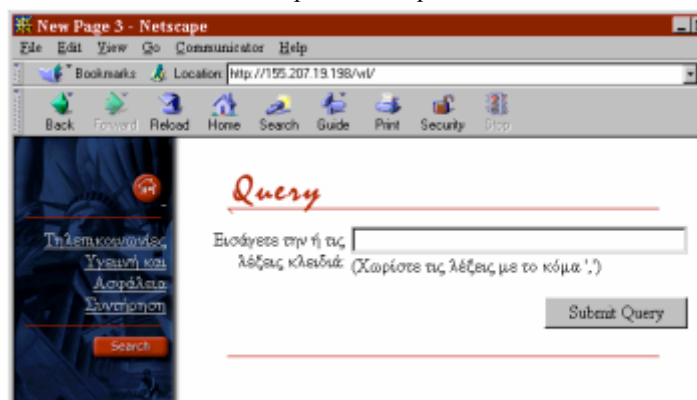 New Page 3 - Netscape
File Edit View Go Communicator Help
Bookmarks Location: http://155.207.19.198/vrl/
Back Forward Reload Home Search Guide Print Security Stop
Query
Τηλεπικοινωνίες
Υγειινή και
Ασφάλεια
Συντήρηση
Search
Εισάγετε την ή τις
λέξεις κλειδιά:
(Χωρίστε τις λέξεις με το κόμα ',')
Submit Query